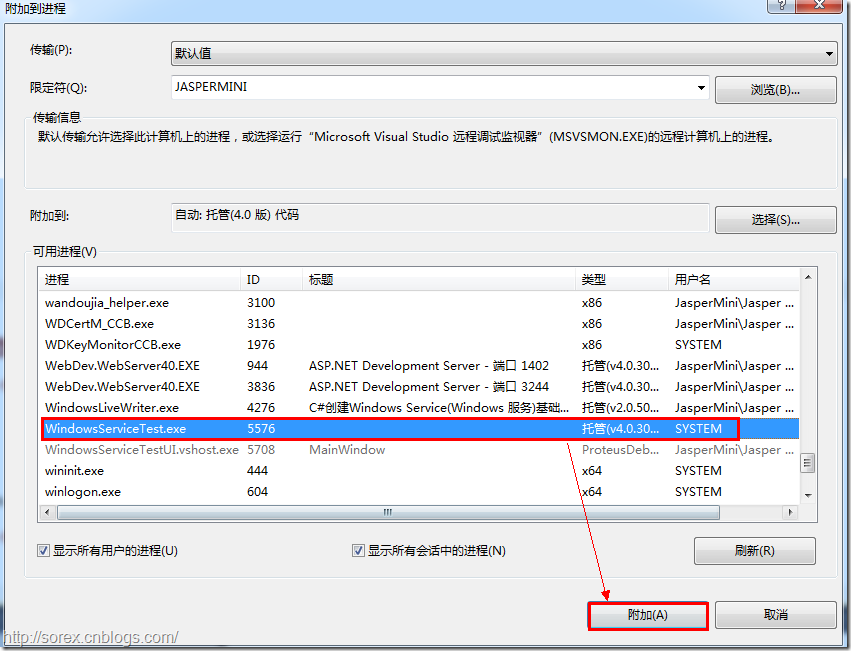 附加到进程
传输(P): 默认值
限定符(Q): JASPERMINI 浏览(B)...
传输信息
默认传输允许选择此计算机上的进程，或选择运行“Microsoft Visual Studio 远程调试监视器”(MSVSMON.EXE)的远程计算机上的进程。
附加到: 自动: 托管(4.0 版) 代码 选择(S)...
可用进程(V)
进程 ID 标题 类型 用户名
wandoujia_helper.exe 3100 x86 JasperMini\Jasper ...
WDCertM_CCB.exe 3136 x86 JasperMini\Jasper ...
WDKeyMonitorCCB.exe 1976 x86 SYSTEM
WebDev.WebServer40.EXE 944 ASP.NET Development Server - 端口 1402 托管(v4.0.30... JasperMini\Jasper ...
WebDev.WebServer40.EXE 3836 ASP.NET Development Server - 端口 3244 托管(v4.0.30... JasperMini\Jasper ...
WindowsLiveWriter.exe 4276 C#创建Windows Service(Windows 服务)基础... 托管(v2.0.50... JasperMini\Jasper ...
WindowsServiceTest.exe 5576 托管(v4.0.30... SYSTEM
WindowsServiceTestUI.vshost.exe 5708 MainWindow ProteusDeb... JasperMini\Jasper ...
wininit.exe 444 x64 SYSTEM
winlogon.exe 604 x64 SYSTEM
显示所有用户的进程(U) 显示所有会话中的进程(N) 刷新(R)
附加(A) 取消
http://sorex.cnblogs.com/